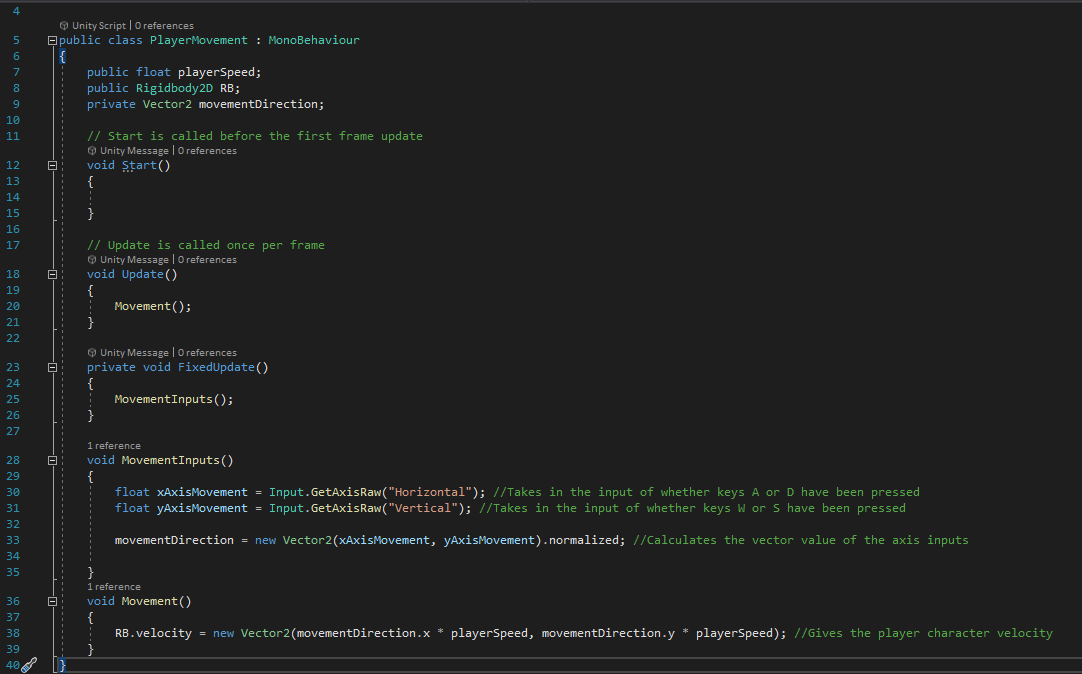 4
Unity Script | 0 references
5 public class PlayerMovement : MonoBehaviour
6 {
7 public float playerSpeed;
8 public Rigidbody2D RB;
9 private Vector2 movementDirection;
10
11 // Start is called before the first frame update
Unity Message | 0 references
12 void Start()
13 {
14
15 }
16
17 // Update is called once per frame
Unity Message | 0 references
18 void Update()
19 {
20 Movement();
21 }
22
Unity Message | 0 references
23 private void FixedUpdate()
24 {
25 MovementInputs();
26 }
27
1 reference
28 void MovementInputs()
29 {
30 float xAxisMovement = Input.GetAxisRaw("Horizontal"); //Takes in the input of whether keys A or D have been pressed
31 float yAxisMovement = Input.GetAxisRaw("Vertical"); //Takes in the input of whether keys W or S have been pressed
32
33 movementDirection = new Vector2(xAxisMovement, yAxisMovement).normalized; //Calculates the vector value of the axis inputs
34
35 }
1 reference
36 void Movement()
37 {
38 RB.velocity = new Vector2(movementDirection.x * playerSpeed, movementDirection.y * playerSpeed); //Gives the player character velocity
39 }
40 }